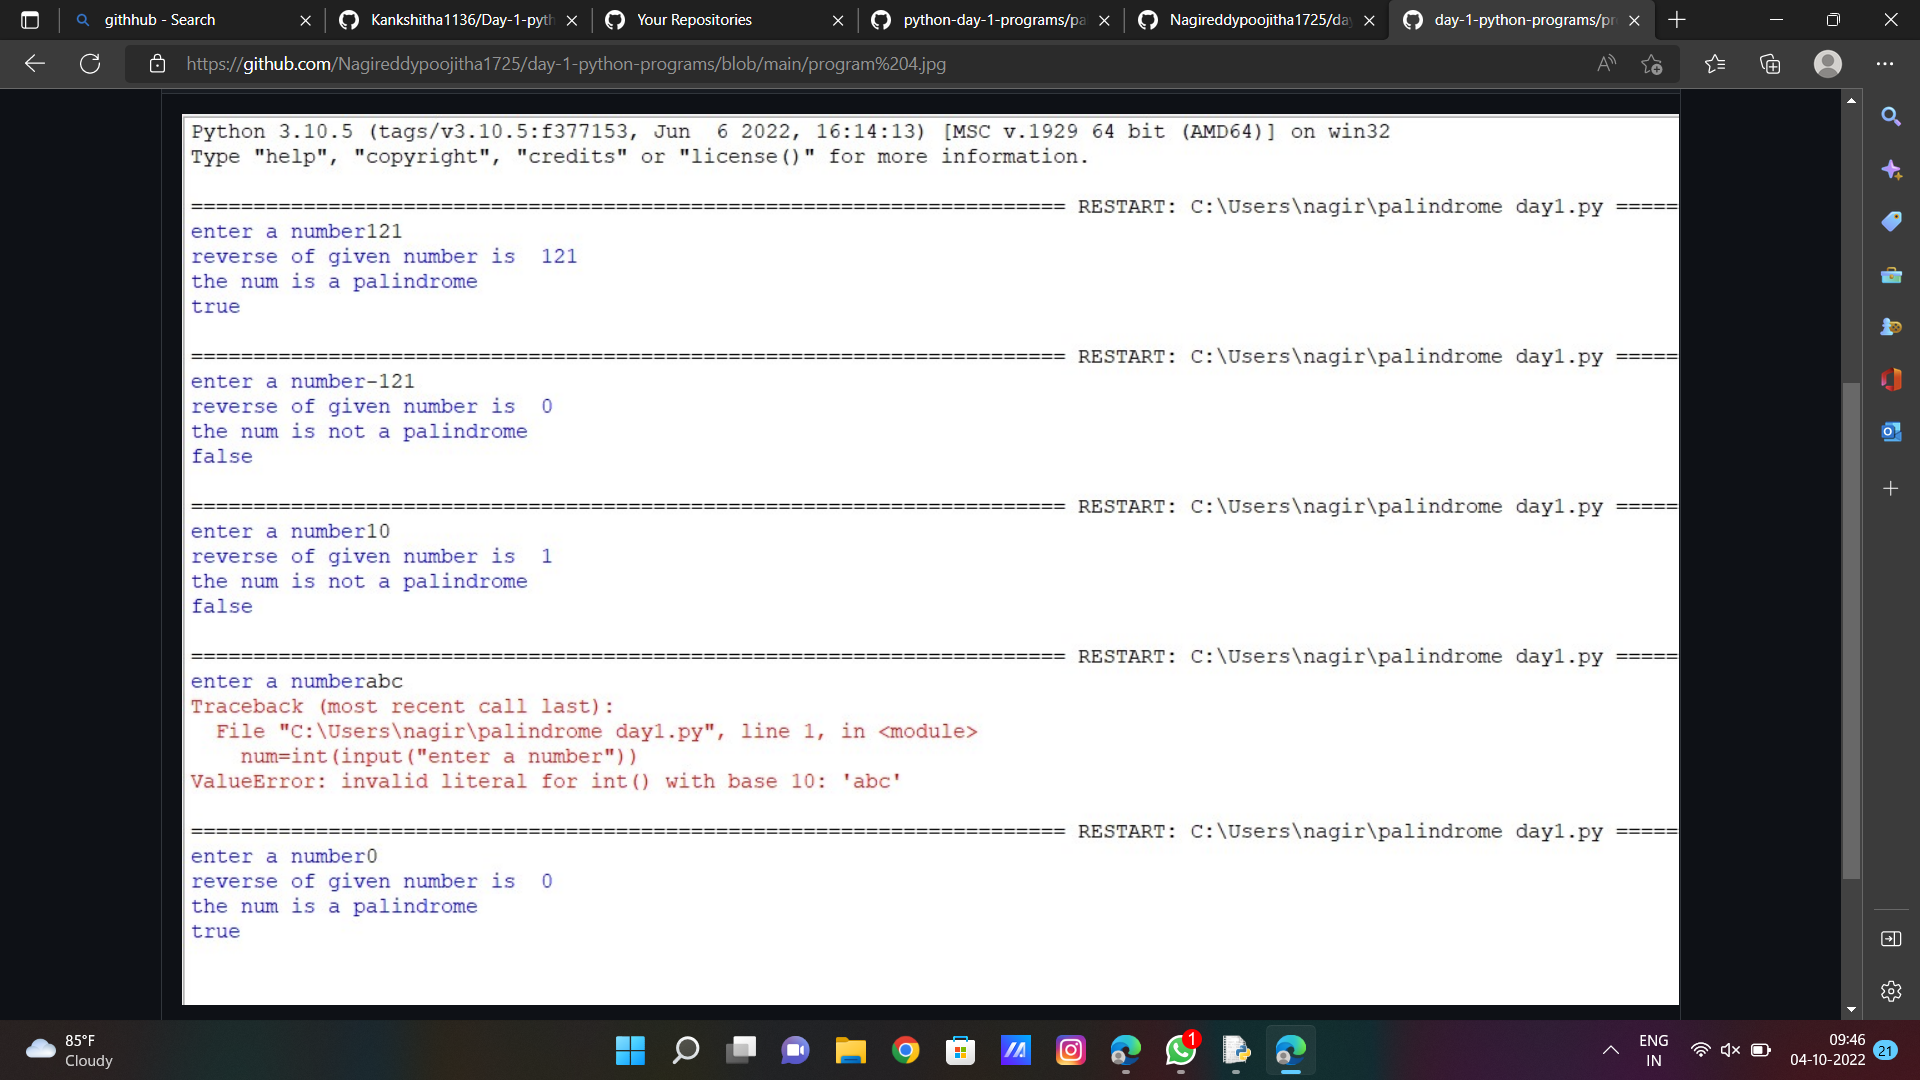 githhub - Search
Kankshitha1136/Day-1-pyth
Your Repositories
python-day-1-programs/pa
Nagireddypoojitha1725/da
day-1-python-programs/pr
https://github.com/Nagireddypoojitha1725/day-1-python-programs/blob/main/program%204.jpg
Python 3.10.5 (tags/v3.10.5:f377153, Jun  6 2022, 16:14:13) [MSC v.1929 64 bit (AMD64)] on win32
Type "help", "copyright", "credits" or "license()" for more information.
====================================================================== RESTART: C:\Users\nagir\palindrome day1.py =====
enter a number121
reverse of given number is  121
the num is a palindrome
true
====================================================================== RESTART: C:\Users\nagir\palindrome day1.py =====
enter a number-121
reverse of given number is  0
the num is not a palindrome
false
====================================================================== RESTART: C:\Users\nagir\palindrome day1.py =====
enter a number10
reverse of given number is  1
the num is not a palindrome
false
====================================================================== RESTART: C:\Users\nagir\palindrome day1.py =====
enter a numberabc
Traceback (most recent call last):
  File "C:\Users\nagir\palindrome day1.py", line 1, in <module>
    num=int(input("enter a number"))
ValueError: invalid literal for int() with base 10: 'abc'
====================================================================== RESTART: C:\Users\nagir\palindrome day1.py =====
enter a number0
reverse of given number is  0
the num is a palindrome
true
85°F
Cloudy
1
ENG
IN
09:46
04-10-2022
21